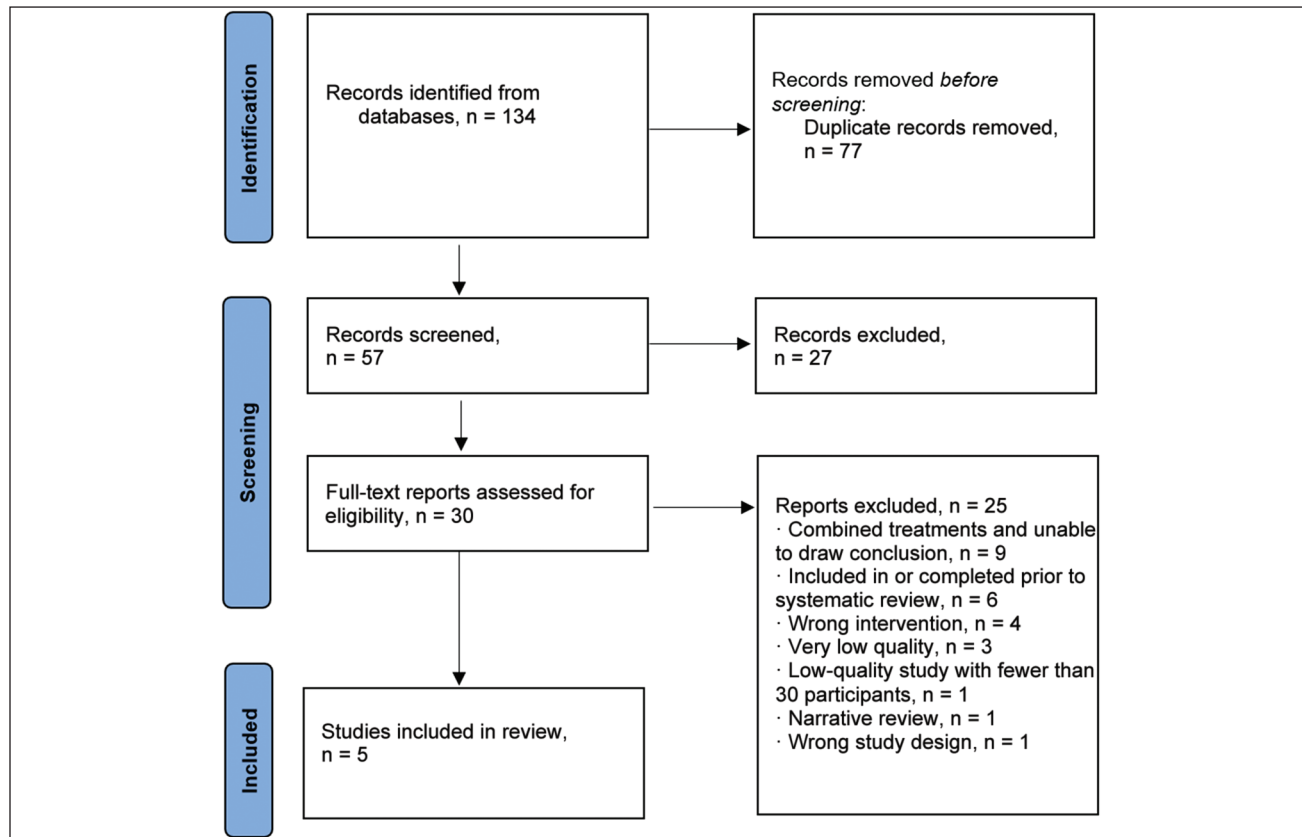 Identification
Records identified from
databases, n = 134
Records removed before
screening:
Duplicate records removed,
n = 77
Screening
Records screened,
n = 57
Records excluded,
n = 27
Full-text reports assessed for
eligibility, n = 30
Reports excluded, n = 25
· Combined treatments and unable
to draw conclusion, n = 9
· Included in or completed prior to
systematic review, n = 6
· Wrong intervention, n = 4
· Very low quality, n = 3
· Low-quality study with fewer than
30 participants, n = 1
· Narrative review, n = 1
· Wrong study design, n = 1
Included
Studies included in review,
n = 5